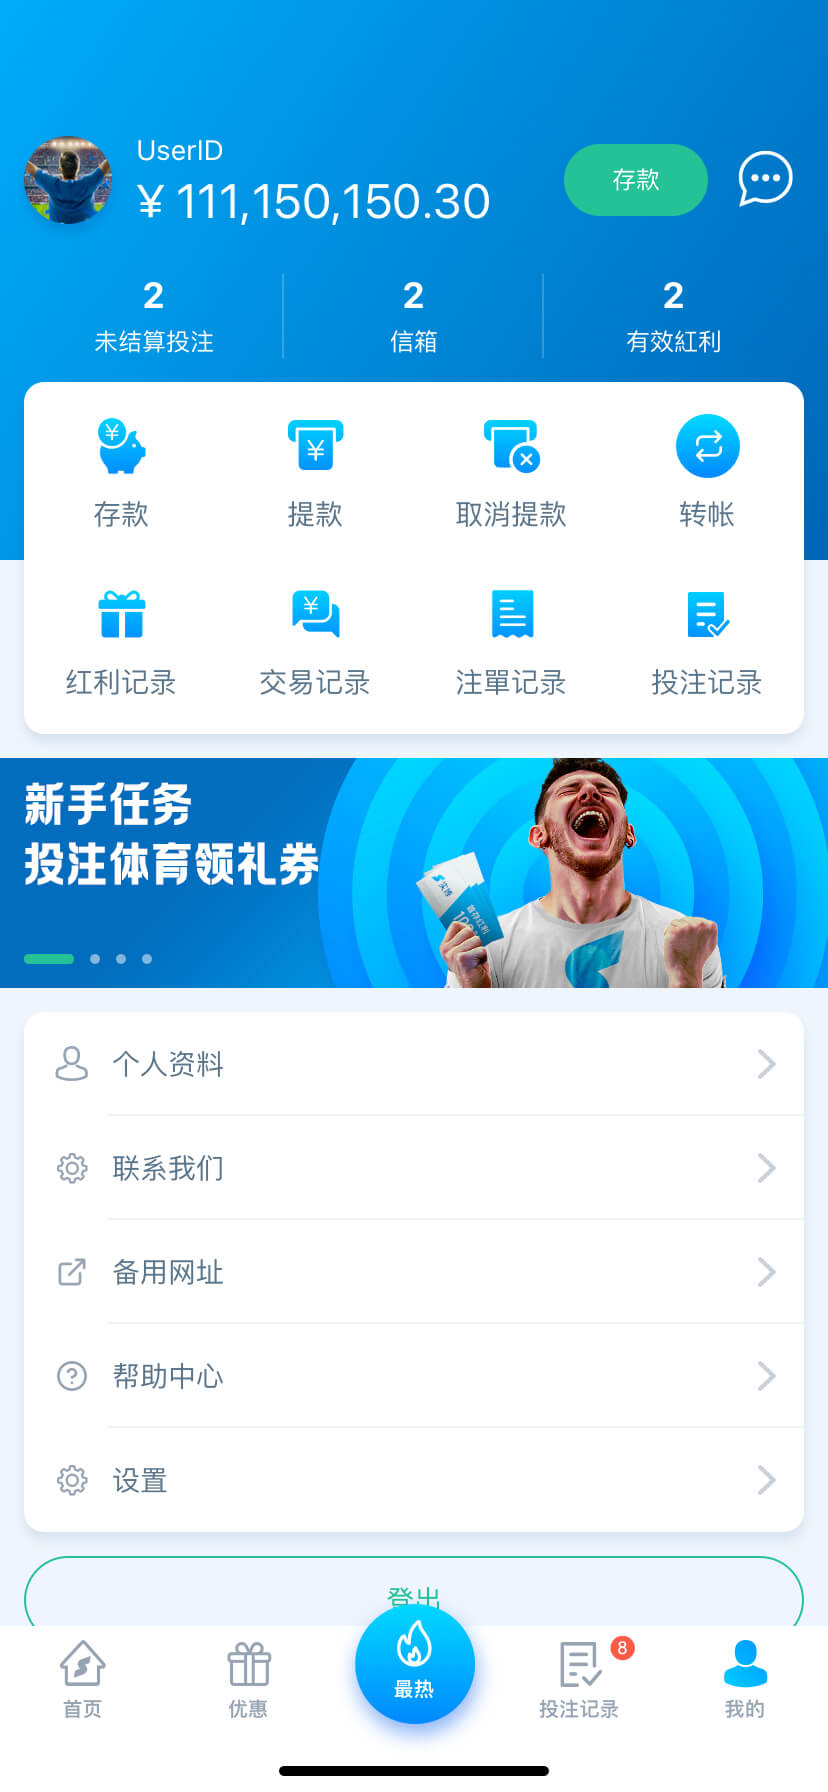 UserID
¥ 111,150,150.30
存款
2
未结算投注
2
信箱
2
有效紅利
存款
提款
取消提款
转帐
红利记录
交易记录
注單记录
投注记录
新手任务
投注体育领礼券
个人资料
联系我们
备用网址
帮助中心
设置
登出
首页
优惠
最热
投注记录
8
我的